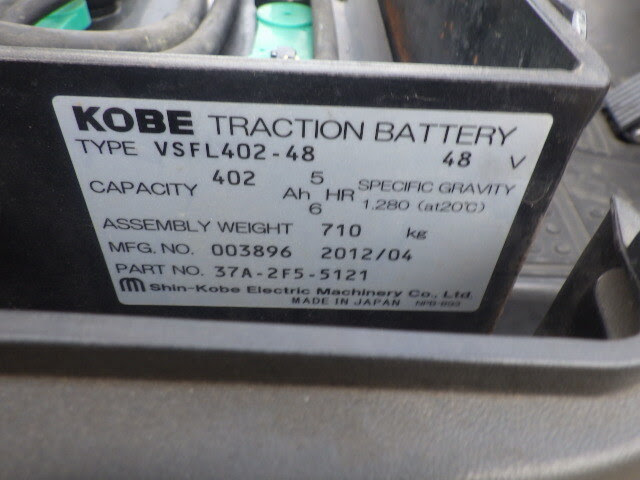 KOBE TRACTION BATTERY
TYPE VSFL402-48 48 V
CAPACITY 402 Ah 5 HR SPECIFIC GRAVITY
6 1.280 (at20℃)
ASSEMBLY WEIGHT 710 kg
MFG. NO. 003896 2012/04
PART NO. 37A-2F5-5121
Shin-Kobe Electric Machinery Co., Ltd.
MADE IN JAPAN